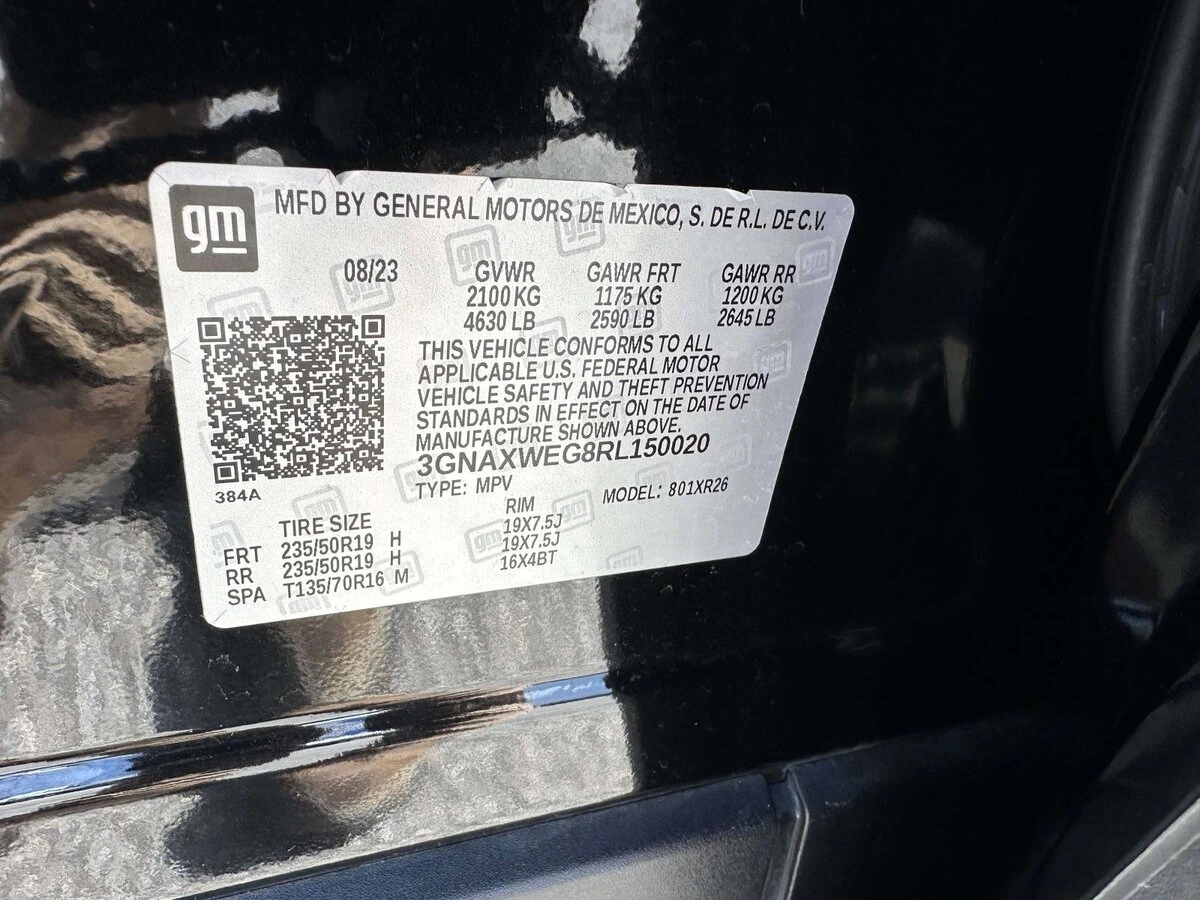 gm
MFD BY GENERAL MOTORS DE MEXICO, S. DE R.L. DE C.V.
08/23 GVWR GAWR FRT GAWR RR
2100 KG 1175 KG 1200 KG
4630 LB 2590 LB 2645 LB
THIS VEHICLE CONFORMS TO ALL
APPLICABLE U.S. FEDERAL MOTOR
VEHICLE SAFETY AND THEFT PREVENTION
STANDARDS IN EFFECT ON THE DATE OF
MANUFACTURE SHOWN ABOVE.
3GNAXWEG8RL150020
384A
TYPE: MPV MODEL: 801XR26
TIRE SIZE RIM
FRT 235/50R19 H 19X7.5J
RR 235/50R19 H 19X7.5J
SPA T135/70R16 M 16X4BT